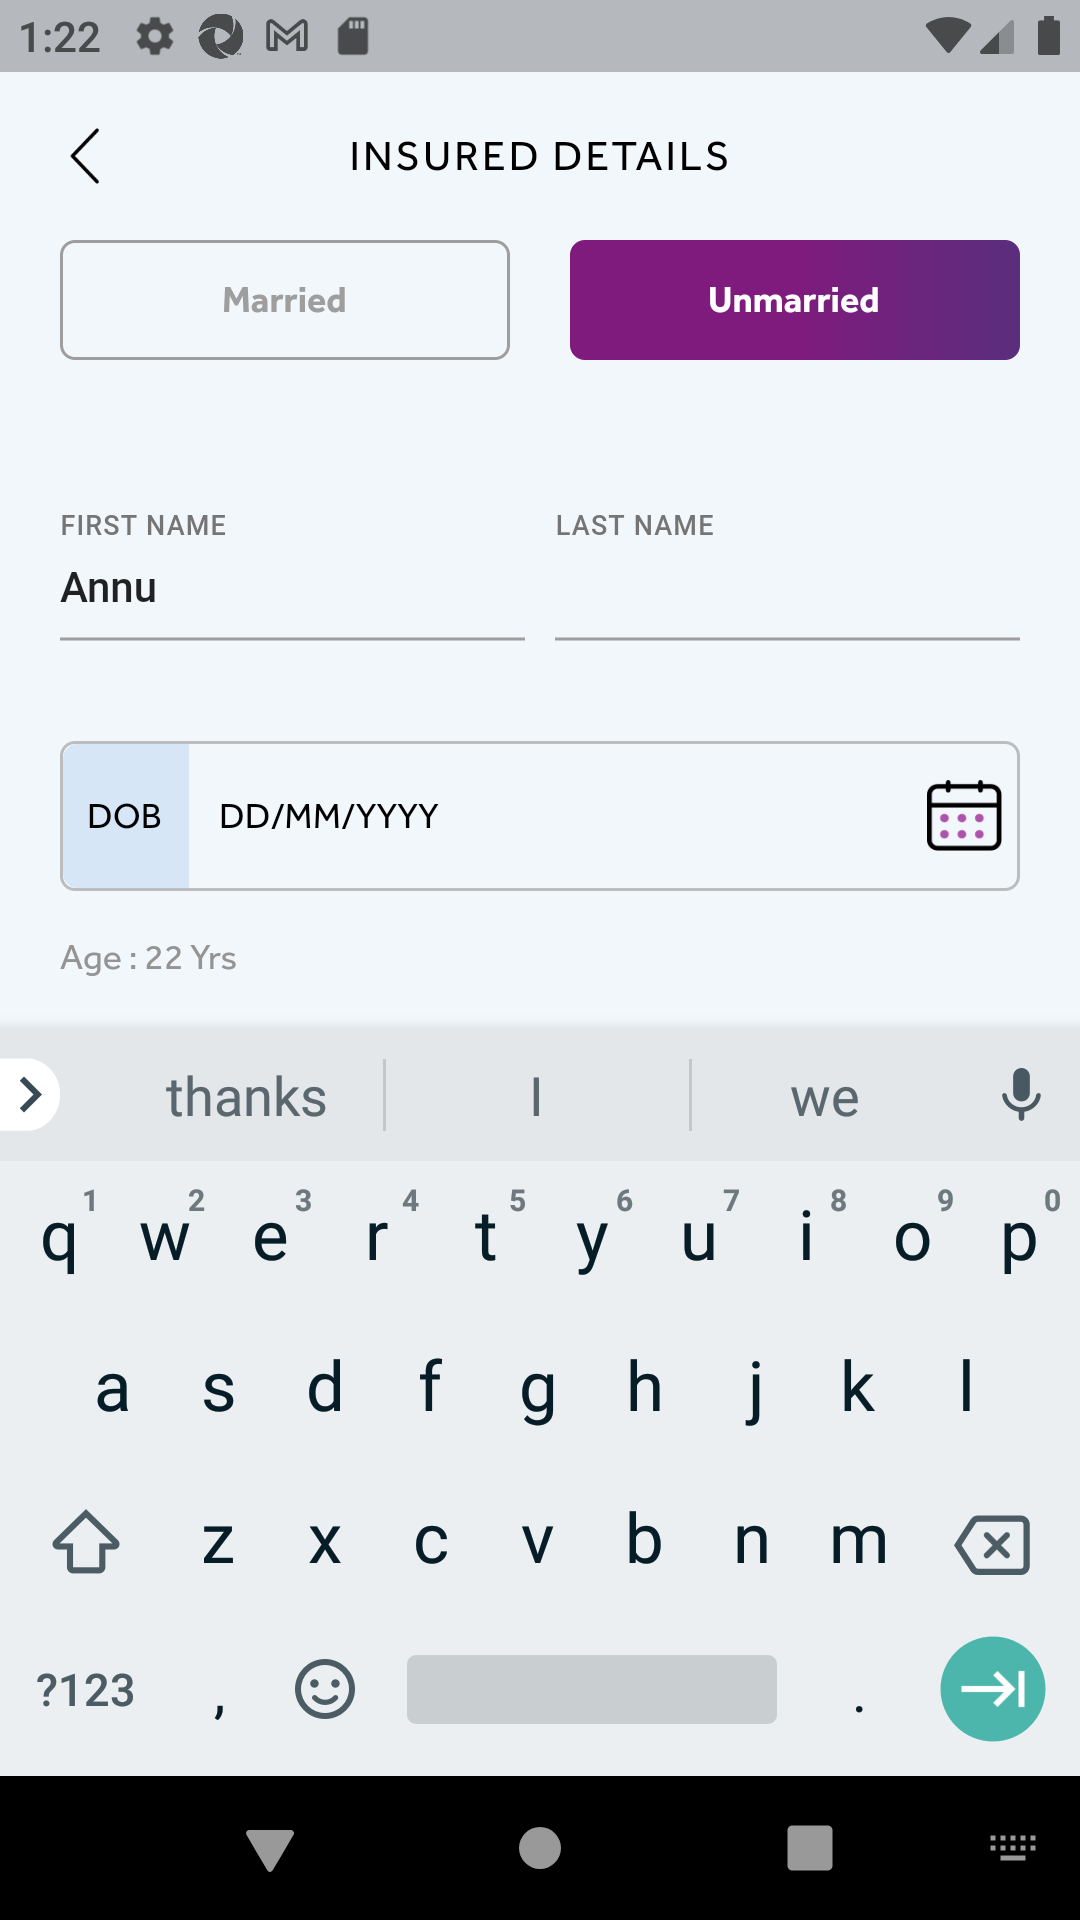 1:22
INSURED DETAILS
Married Unmarried
FIRST NAME LAST NAME
Annu
DOB DD/MM/YYYY
Age : 22 Yrs
thanks I we
1 2 3 4 5 6 7 8 9 0
q w e r t y u i o p
a s d f g h j k l
z x c v b n m
?123 , .